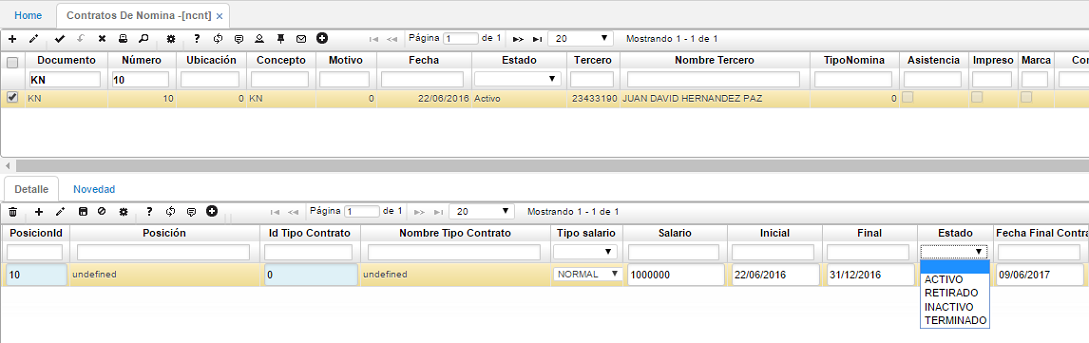 Home Contratos De Nomina -[ncnt] ×
Página 1 de 1 20 Mostrando 1 - 1 de 1
Documento Número Ubicación Concepto Motivo Fecha Estado Tercero Nombre Tercero TipoNomina Asistencia Impreso Marca Cor
KN 10
KN 10 0 KN 0 22/06/2016 Activo 23433190 JUAN DAVID HERNANDEZ PAZ 0
Detalle Novedad
Página 1 de 1 20 Mostrando 1 - 1 de 1
PosicionId Posición Id Tipo Contrato Nombre Tipo Contrato Tipo salario Salario Inicial Final Estado Fecha Final Contra
10 undefined 0 undefined NORMAL 1000000 22/06/2016 31/12/2016 09/06/2017
ACTIVO
RETIRADO
INACTIVO
TERMINADO